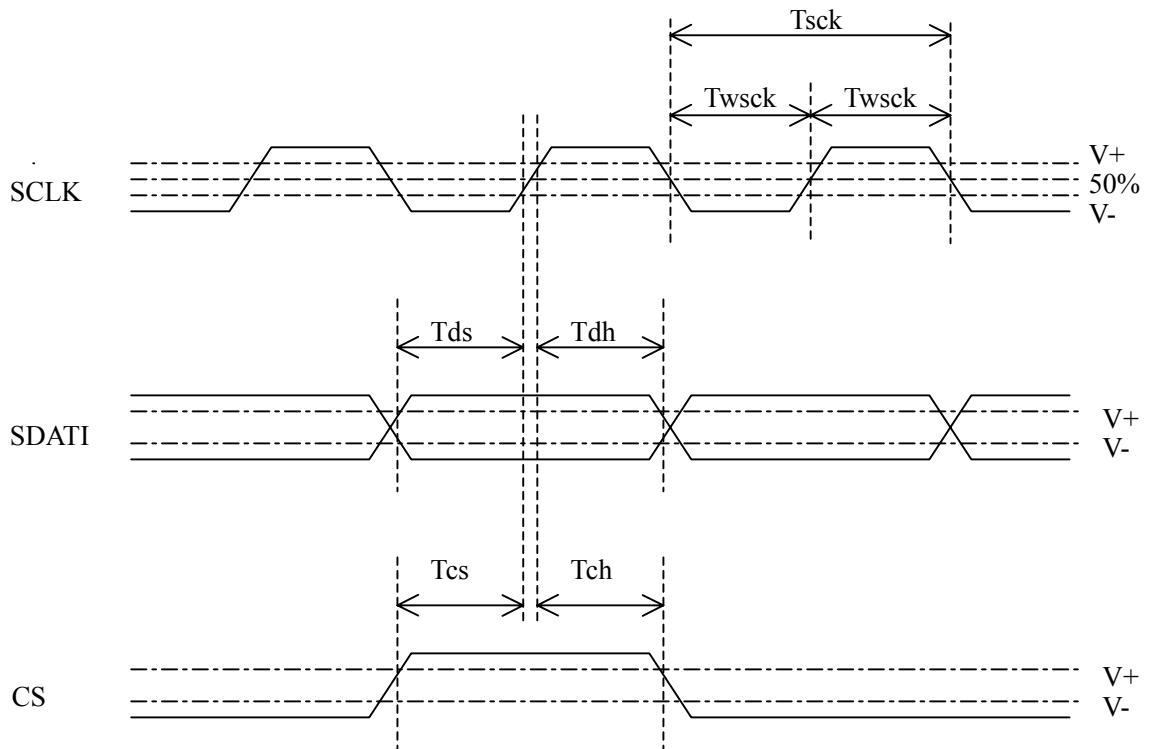 Tsck
Twsck Twsck
V+
50%
V-
SCLK
Tds Tdh
V+
V-
SDATI
Tcs Tch
V+
V-
CS